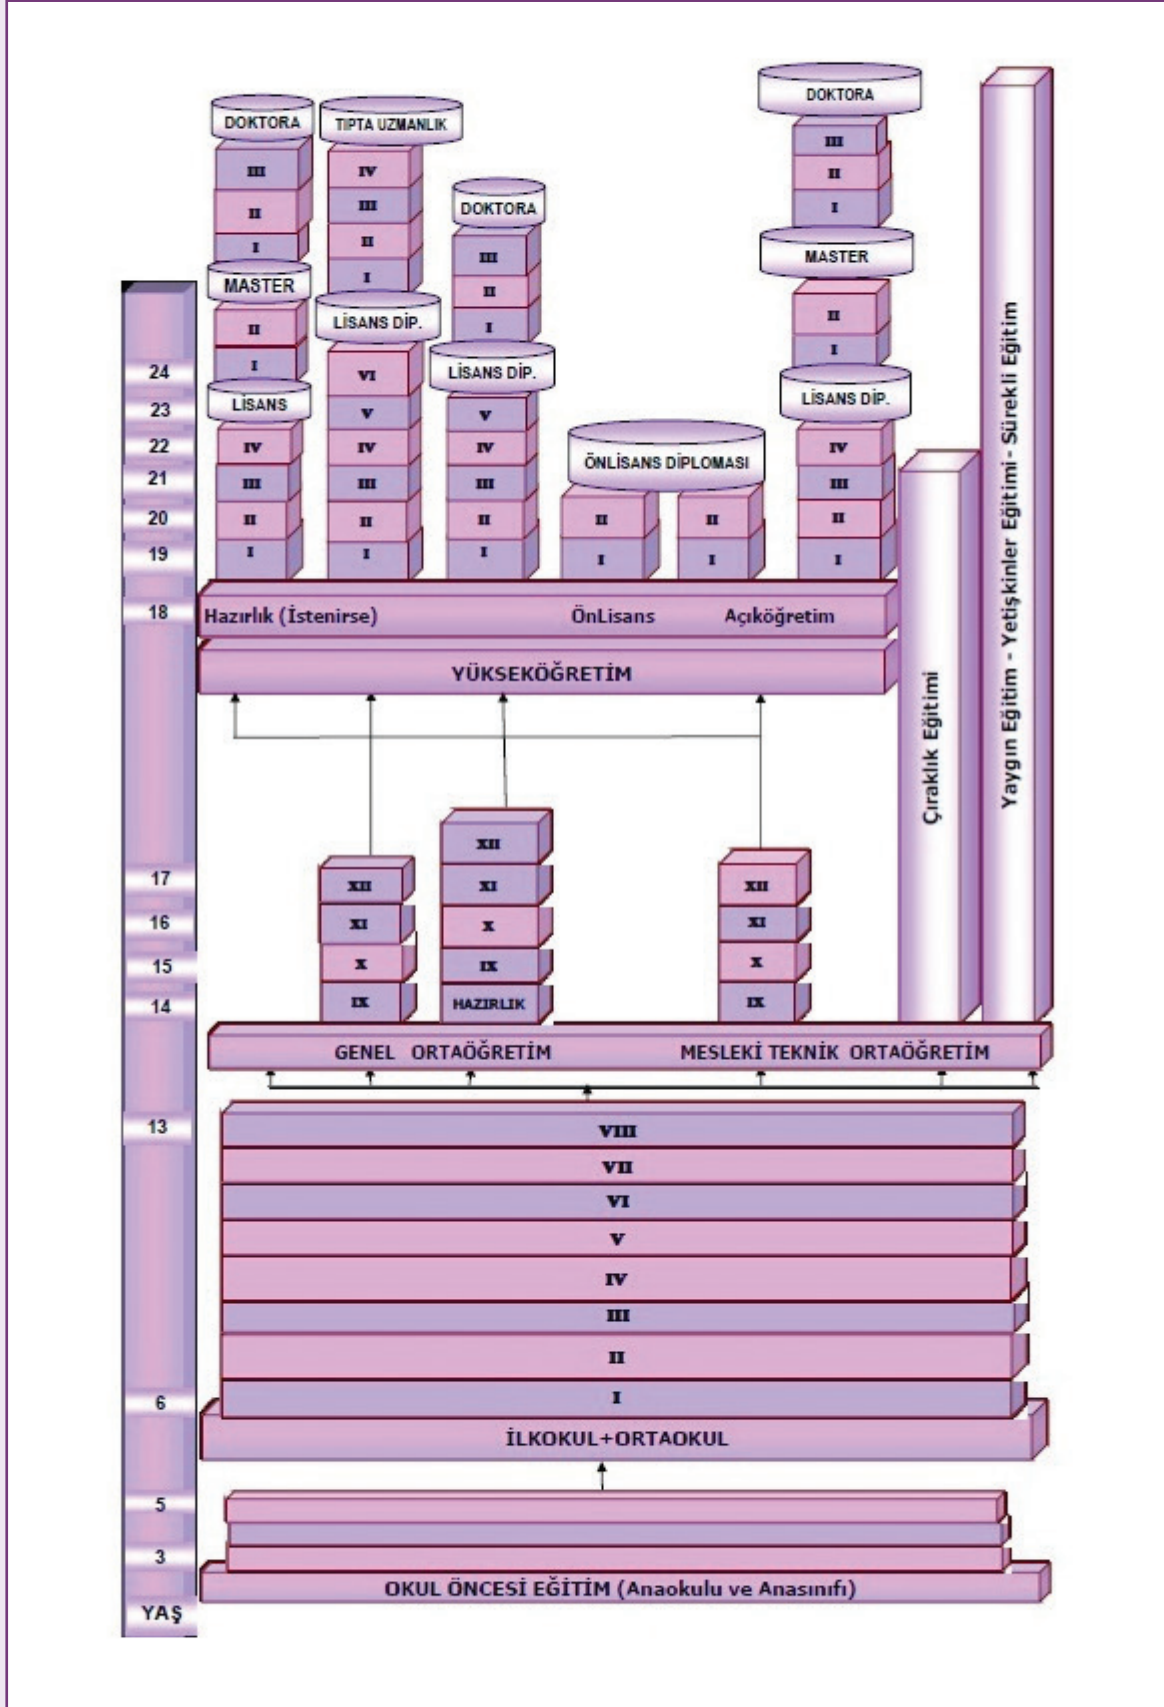 DOKTORA
III
II
I
MASTER
II
I
LİSANS
IV
III
II
I
TIPTA UZMANLIK
IV
III
II
I
LİSANS DİP.
VI
V
IV
III
II
I
DOKTORA
III
II
I
LİSANS DİP.
V
IV
III
II
I
ÖNLİSANS DİPLOMASI
II
I
II
I
DOKTORA
III
II
I
MASTER
II
I
LİSANS DİP.
IV
III
II
I
24
23
22
21
20
19
18
Hazırlık (İstenirse) ÖnLisans Açıköğretim
YÜKSEKÖĞRETİM
Çıraklık Eğitimi
Yaygın Eğitim - Yetişkinler Eğitimi- Sürekli Eğitim
17
16
15
14
XII
XI
X
IX
XII
XI
X
IX
HAZIRLIK
XII
XI
X
IX
GENEL ORTAÖĞRETİM MESLEKİ TEKNİK ORTAÖĞRETİM
13
VIII
VII
VI
V
IV
III
II
6
I
İLKOKUL+ORTAOKUL
5
3
OKUL ÖNCESİ EĞİTİM (Anaokulu ve Anasınıfı)
YAŞ